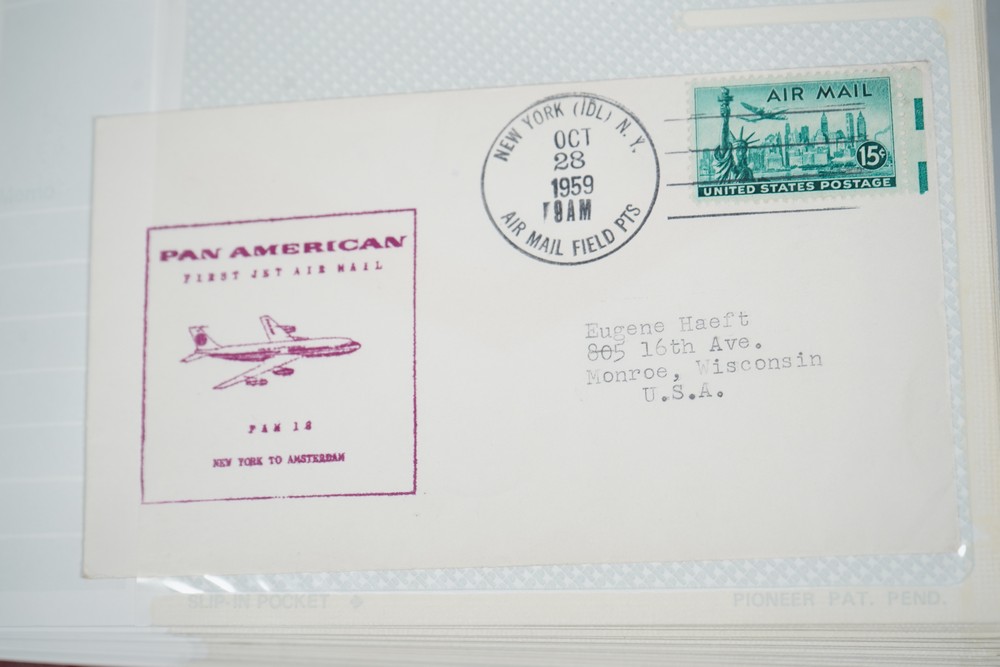 PAN AMERICAN
FIRST JET AIR MAIL
PAM 18
NEW YORK TO AMSTERDAM
NEW YORK (IDL) N.Y.
OCT
28
1959
9AM
AIR MAIL FIELD PTS
AIR MAIL
15¢
UNITED STATES POSTAGE
Eugene Haeft
805 16th Ave.
Monroe, Wisconsin
U.S.A.
SLIP-IN POCKET
PIONEER PAT. PEND.